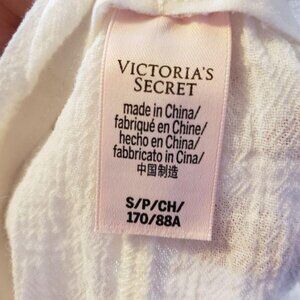 VICTORIA'S
SECRET
made in China/
fabriqué en Chine/
hecho en China/
fabbricato in Cina/
中国制造
S/P/CH/
170/88A